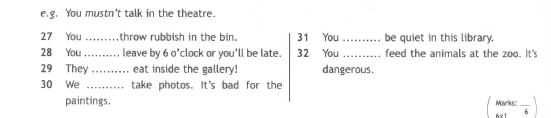 e.g. You mustn't talk in the theatre.
27 You .........throw rubbish in the bin.
28 You .......... leave by 6 o'clock or you'll be late.
29 They .......... eat inside the gallery!
30 We .......... take photos. It's bad for the
paintings.
31 You .......... be quiet in this library.
32 You .......... feed the animals at the zoo. It's
dangerous.
Marks: __
6x1 6